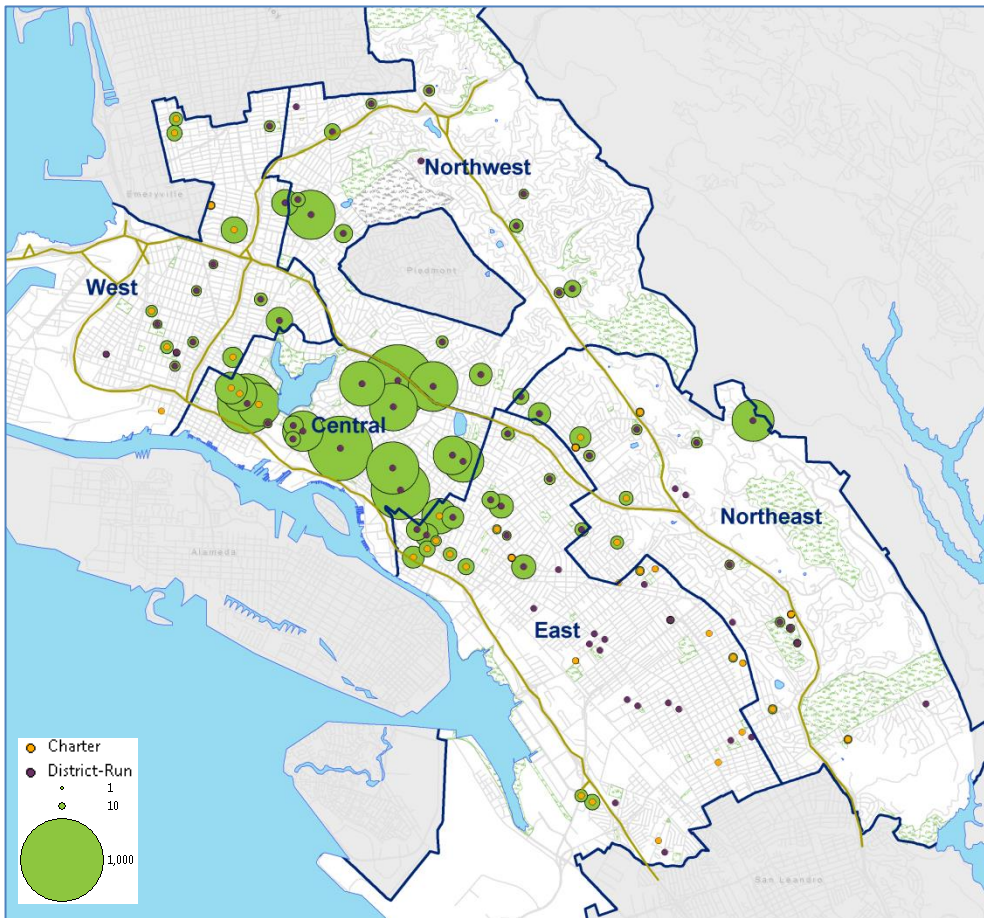 Northwest
Emeryville
Piedmont
West
Central
Northeast
Alameda
East
San Leandro
Charter
District-Run
1
10
1,000